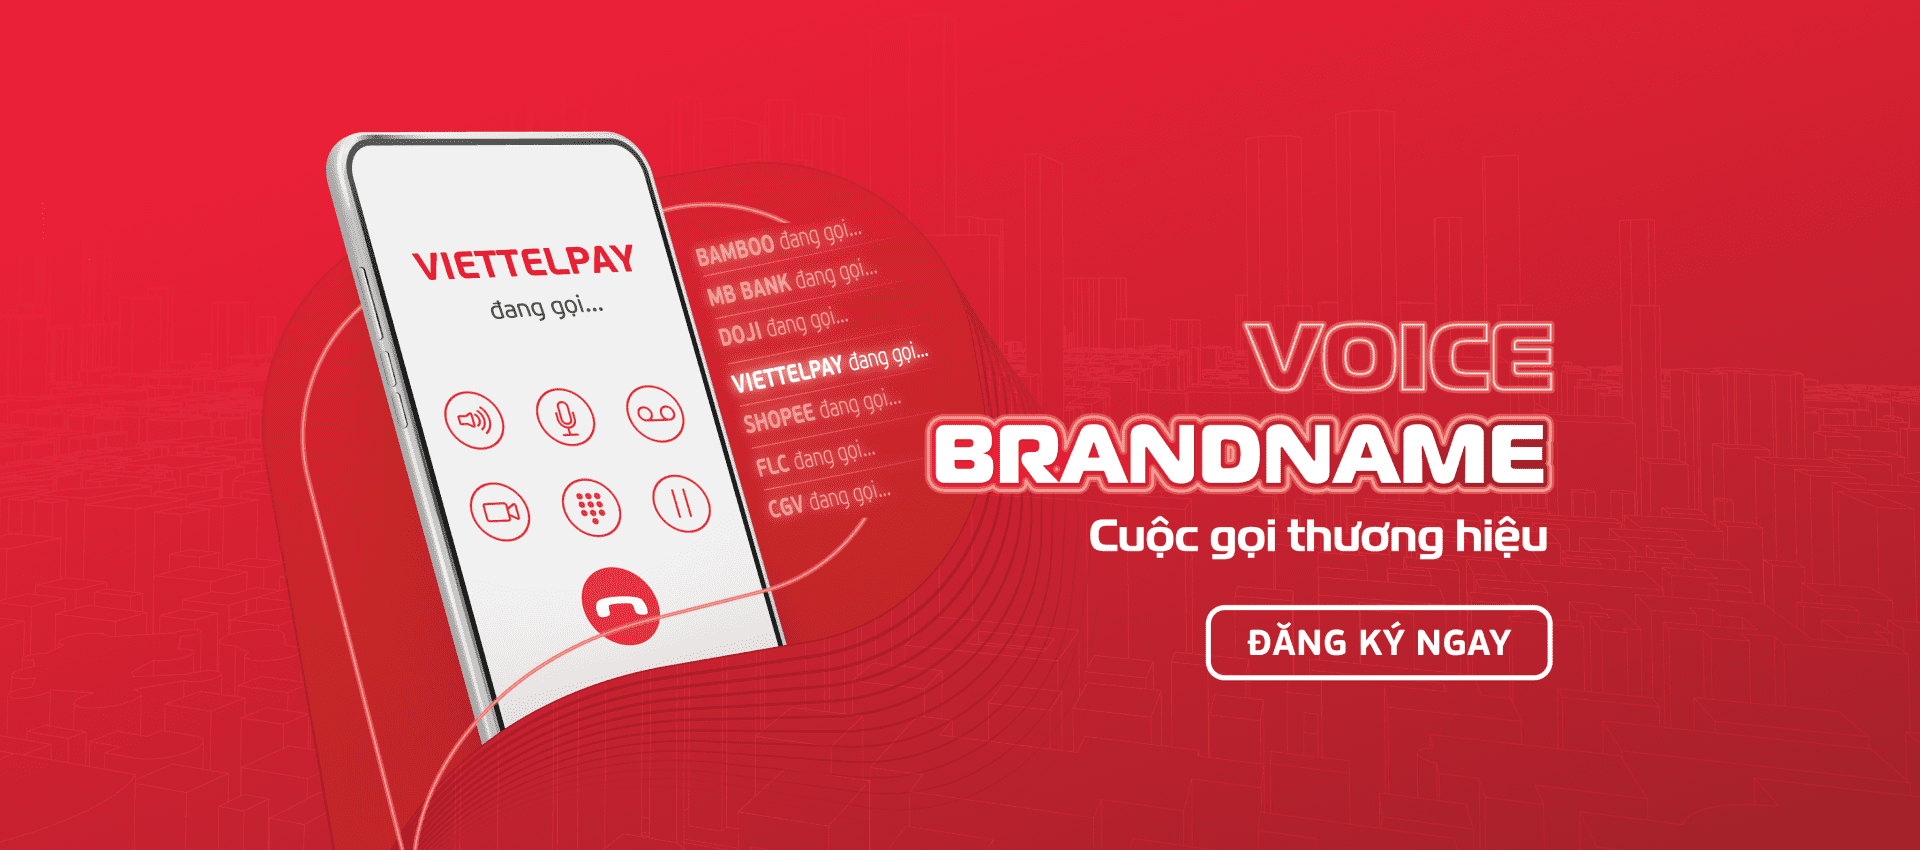 VIETTELPAY
đang gọi...
BAMBOO đang gọi...
MB BANK đang gọi...
DOJI đang gọi...
VIETTELPAY đang gọi...
SHOPEE đang gọi...
FLC đang gọi...
CGV đang gọi...
VOICE
BRANDNAME
Cuộc gọi thương hiệu
ĐĂNG KÝ NGAY